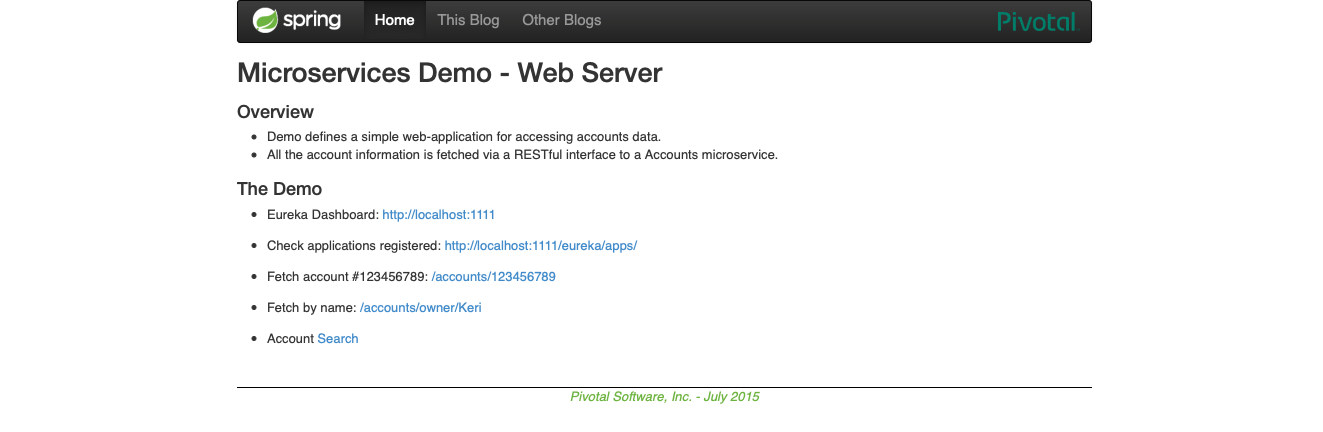 spring Home This Blog Other Blogs Pivotal
Microservices Demo - Web Server
Overview
Demo defines a simple web-application for accessing accounts data.
All the account information is fetched via a RESTful interface to a Accounts microservice.
The Demo
Eureka Dashboard: http://localhost:1111
Check applications registered: http://localhost:1111/eureka/apps/
Fetch account #123456789: /accounts/123456789
Fetch by name: /accounts/owner/Keri
Account Search
Pivotal Software, Inc. - July 2015